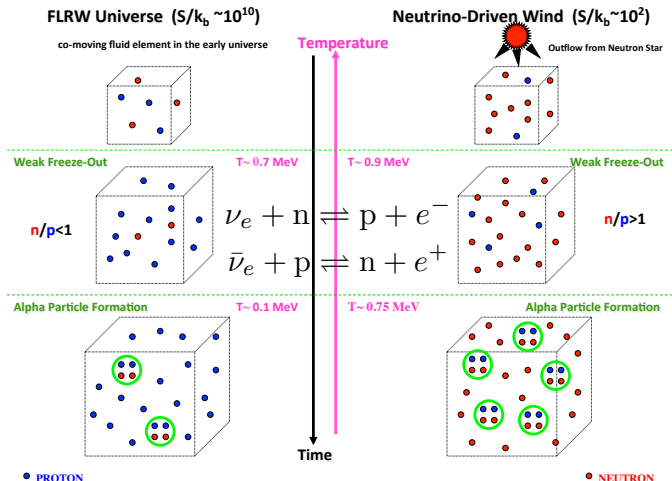 FLRW Universe (S/k_b ~10^10)
Neutrino-Driven Wind (S/k_b ~10^2)
co-moving fluid element in the early universe
Temperature
Outflow from Neutron Star
Weak Freeze-Out
T~ 0.7 MeV
T~ 0.9 MeV
Weak Freeze-Out
n/p<1
ν_e + n ⇌ p + e^−
n/p>1
ν̄_e + p ⇌ n + e^+
Alpha Particle Formation
T~ 0.1 MeV
T~ 0.75 MeV
Alpha Particle Formation
Time
PROTON
NEUTRON